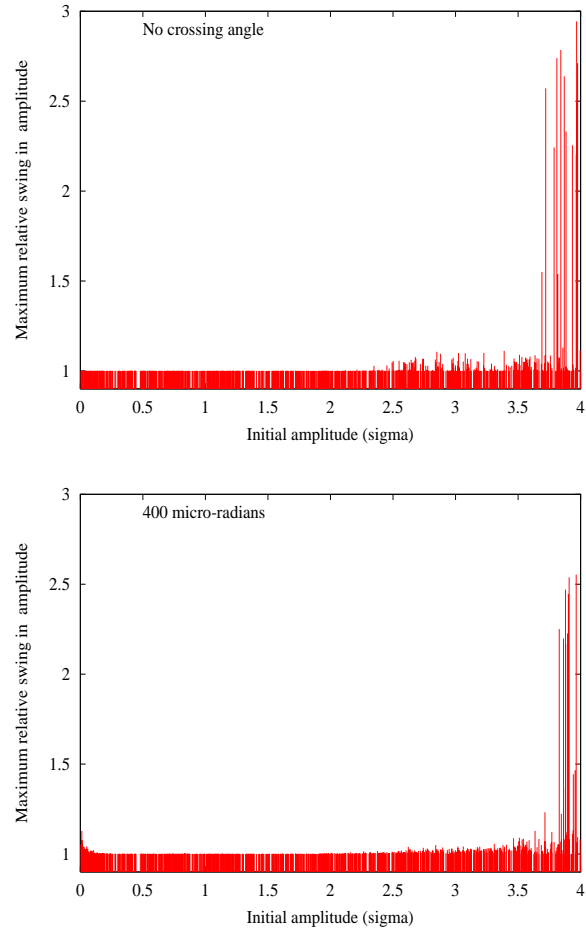 3
No crossing angle
2.5
Maximum relative swing in  amplitude
2
1.5
1
0 0.5 1 1.5 2 2.5 3 3.5 4
Initial amplitude (sigma)
3
400 micro-radians
2.5
Maximum relative swing in  amplitude
2
1.5
1
0 0.5 1 1.5 2 2.5 3 3.5 4
Initial amplitude (sigma)